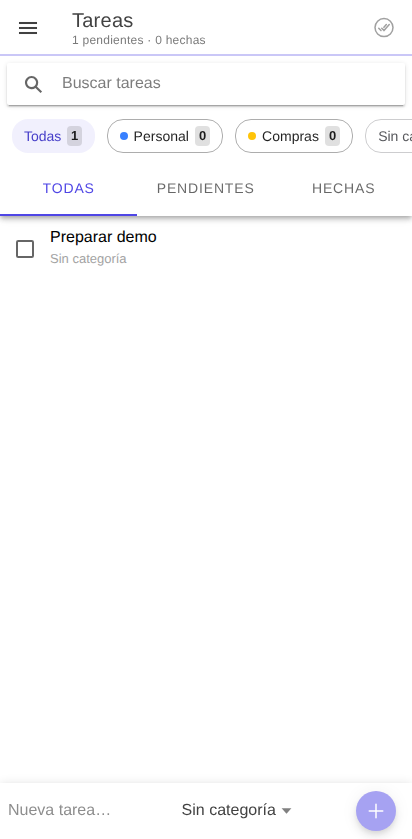 Tareas
1 pendientes · 0 hechas
Buscar tareas
Todas 1
Personal 0
Compras 0
Sin ca
TODAS
PENDIENTES
HECHAS
Preparar demo
Sin categoría
Nueva tarea…
Sin categoría